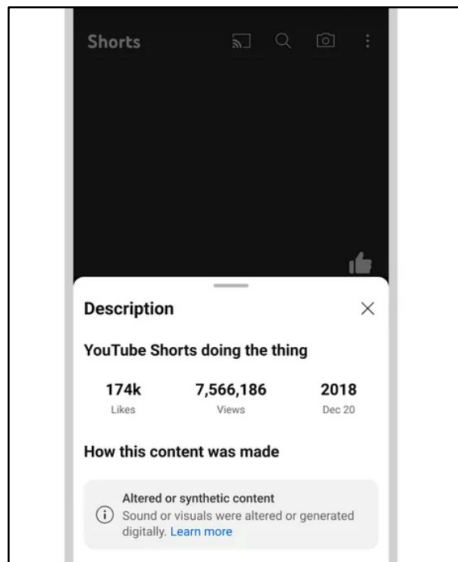 Shorts
Description
YouTube Shorts doing the thing
174k 7,566,186 2018
Likes Views Dec 20
How this content was made
Altered or synthetic content
Sound or visuals were altered or generated
digitally. Learn more